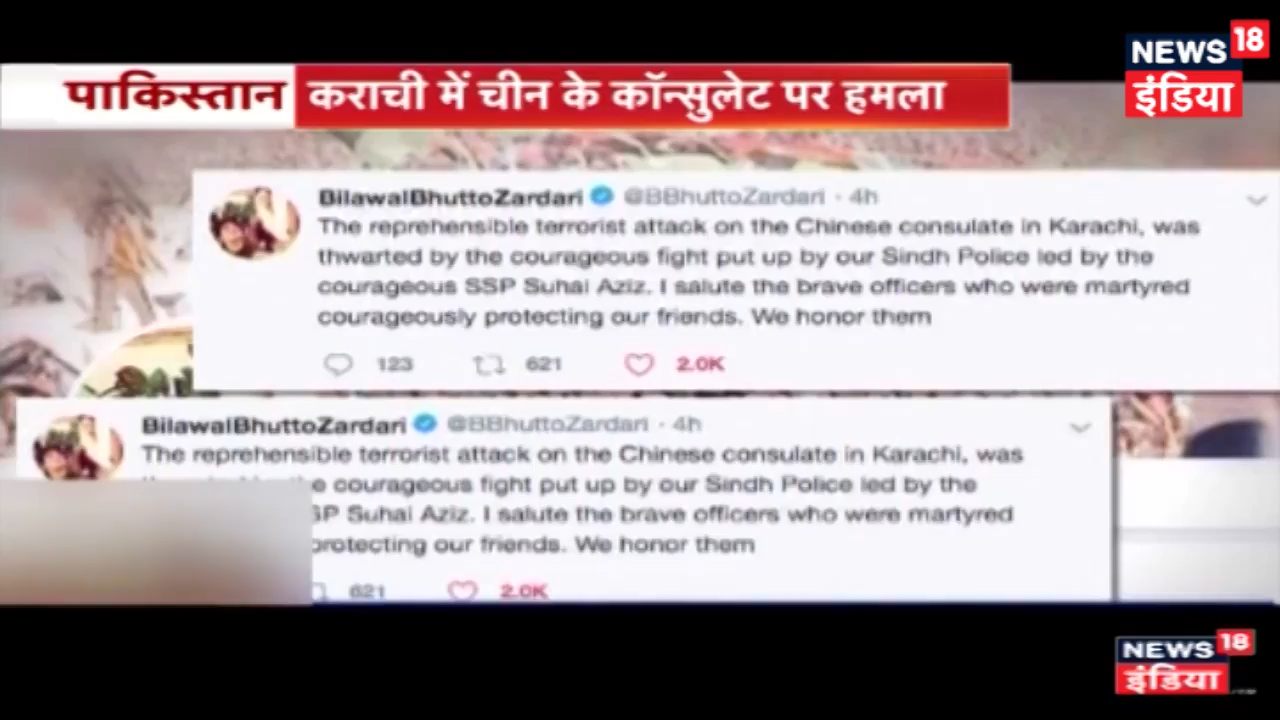 NEWS 18
इंडिया
पाकिस्तान कराची में चीन के कॉन्सुलेट पर हमला
BilawalBhuttoZardari @BBhuttoZardari · 4h
The reprehensible terrorist attack on the Chinese consulate in Karachi, was
thwarted by the courageous fight put up by our Sindh Police led by the
courageous SSP Suhai Aziz. I salute the brave officers who were martyred
courageously protecting our friends. We honor them
123 621 2.0K
BilawalBhuttoZardari @BBhuttoZardari · 4h
The reprehensible terrorist attack on the Chinese consulate in Karachi, was
courageous fight put up by our Sindh Police led by the
Suhai Aziz. I salute the brave officers who were martyred
protecting our friends. We honor them
621 2.0K
NEWS 18
इंडिया